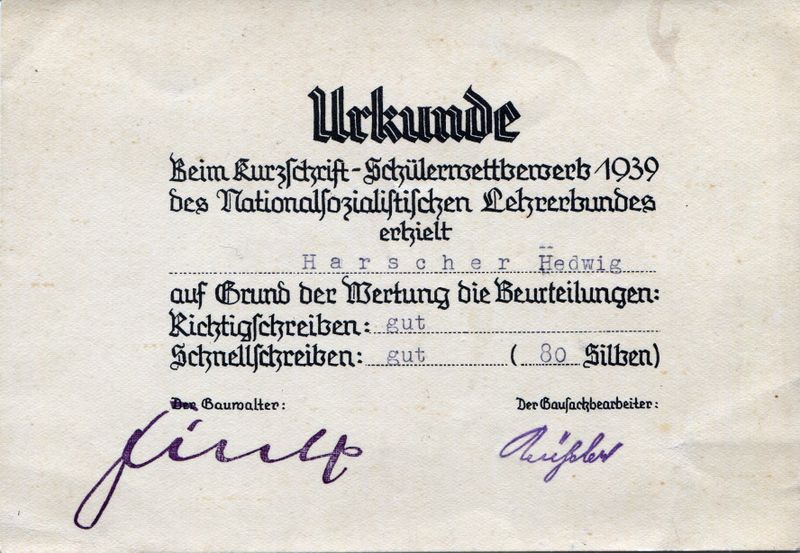 Urkunde
Beim Kurzschrift-Schülerwettbewerb 1939
des Nationalsozialistischen Lehrerbundes
erhielt
Harscher Hedwig
auf Grund der Wertung die Beurteilungen:
Richtigschreiben: gut
Schnellschreiben: gut (80 Silben)
Der Gauwalter: Der Gausachbearbeiter: